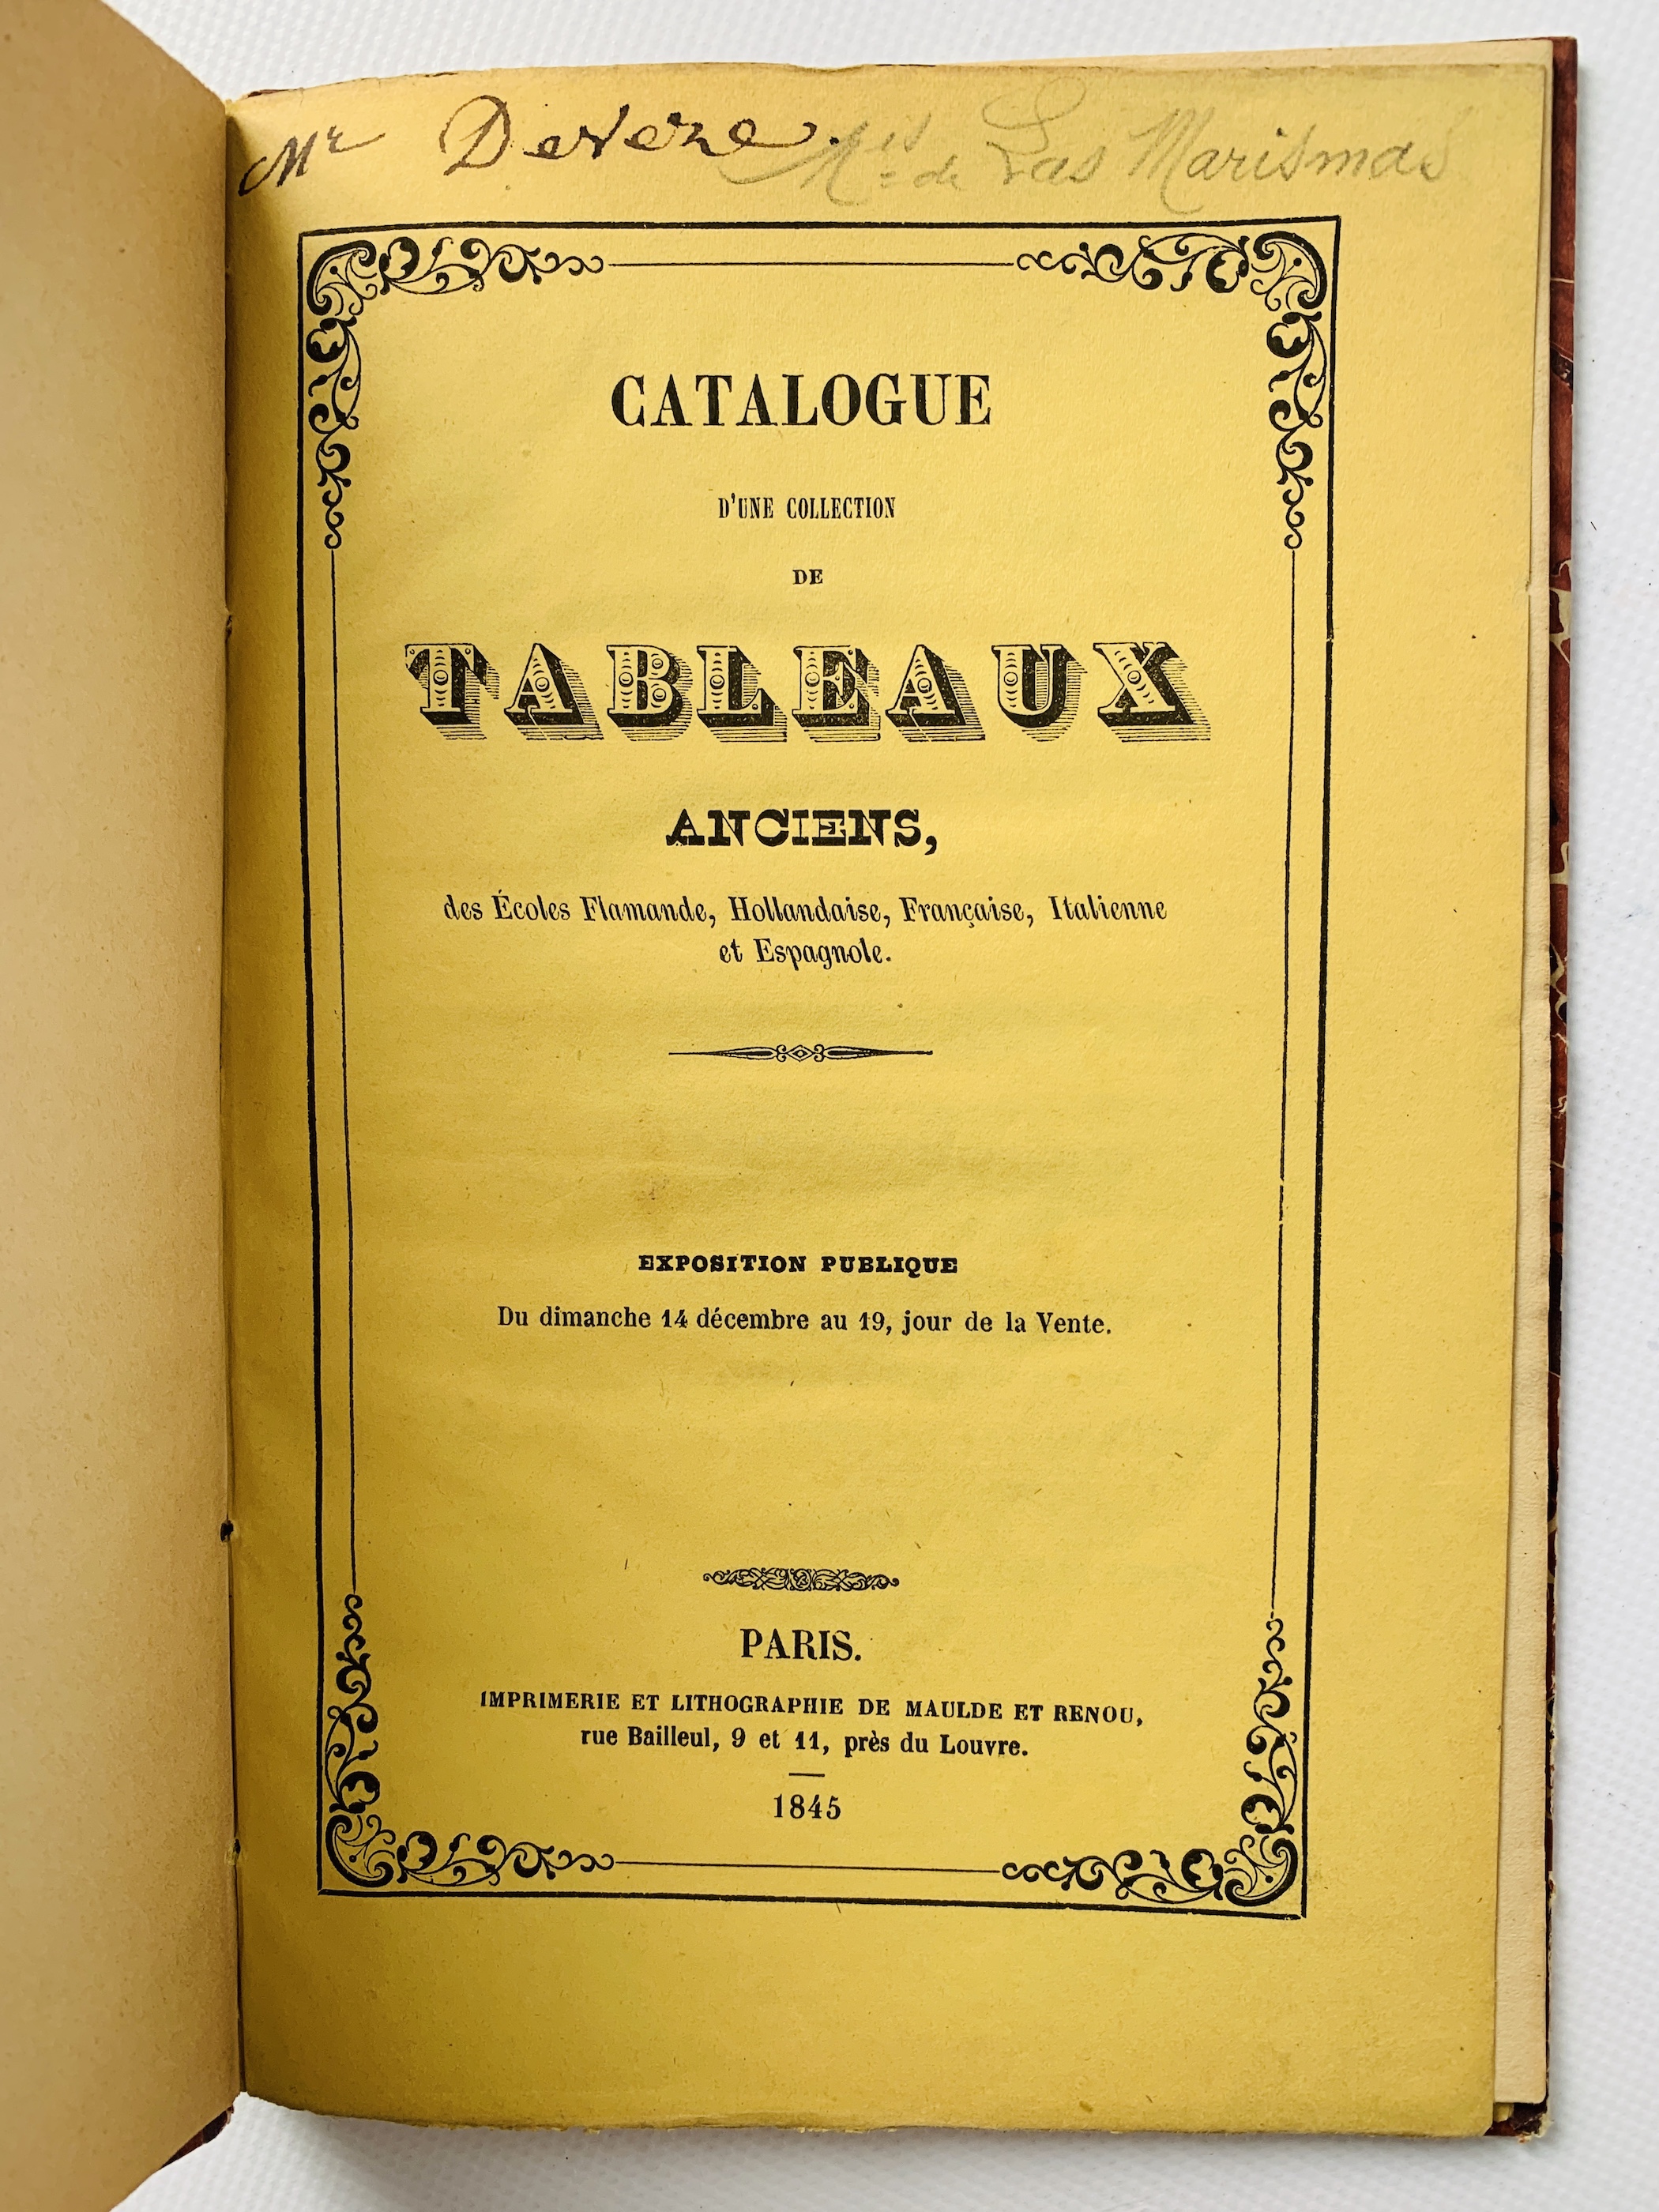 Mr Devere. Mis de Las Marismas
CATALOGUE
D'UNE COLLECTION
DE
TABLEAUX
ANCIENS,
des Écoles Flamande, Hollandaise, Française, Italienne
et Espagnole.
EXPOSITION PUBLIQUE
Du dimanche 14 décembre au 19, jour de la Vente.
PARIS.
IMPRIMERIE ET LITHOGRAPHIE DE MAULDE ET RENOU,
rue Bailleul, 9 et 11, près du Louvre.
1845